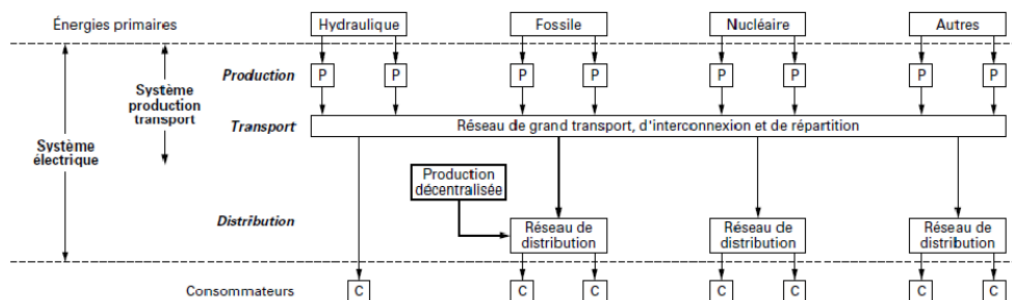 Énergies primaires
Hydraulique
Fossile
Nucléaire
Autres
Production
P
P
P
P
P
P
P
P
Système
production
transport
Transport
Réseau de grand transport, d'interconnexion et de répartition
Système
électrique
Production
décentralisée
Distribution
Réseau de
distribution
Réseau de
distribution
Réseau de
distribution
Consommateurs
C
C
C
C
C
C
C